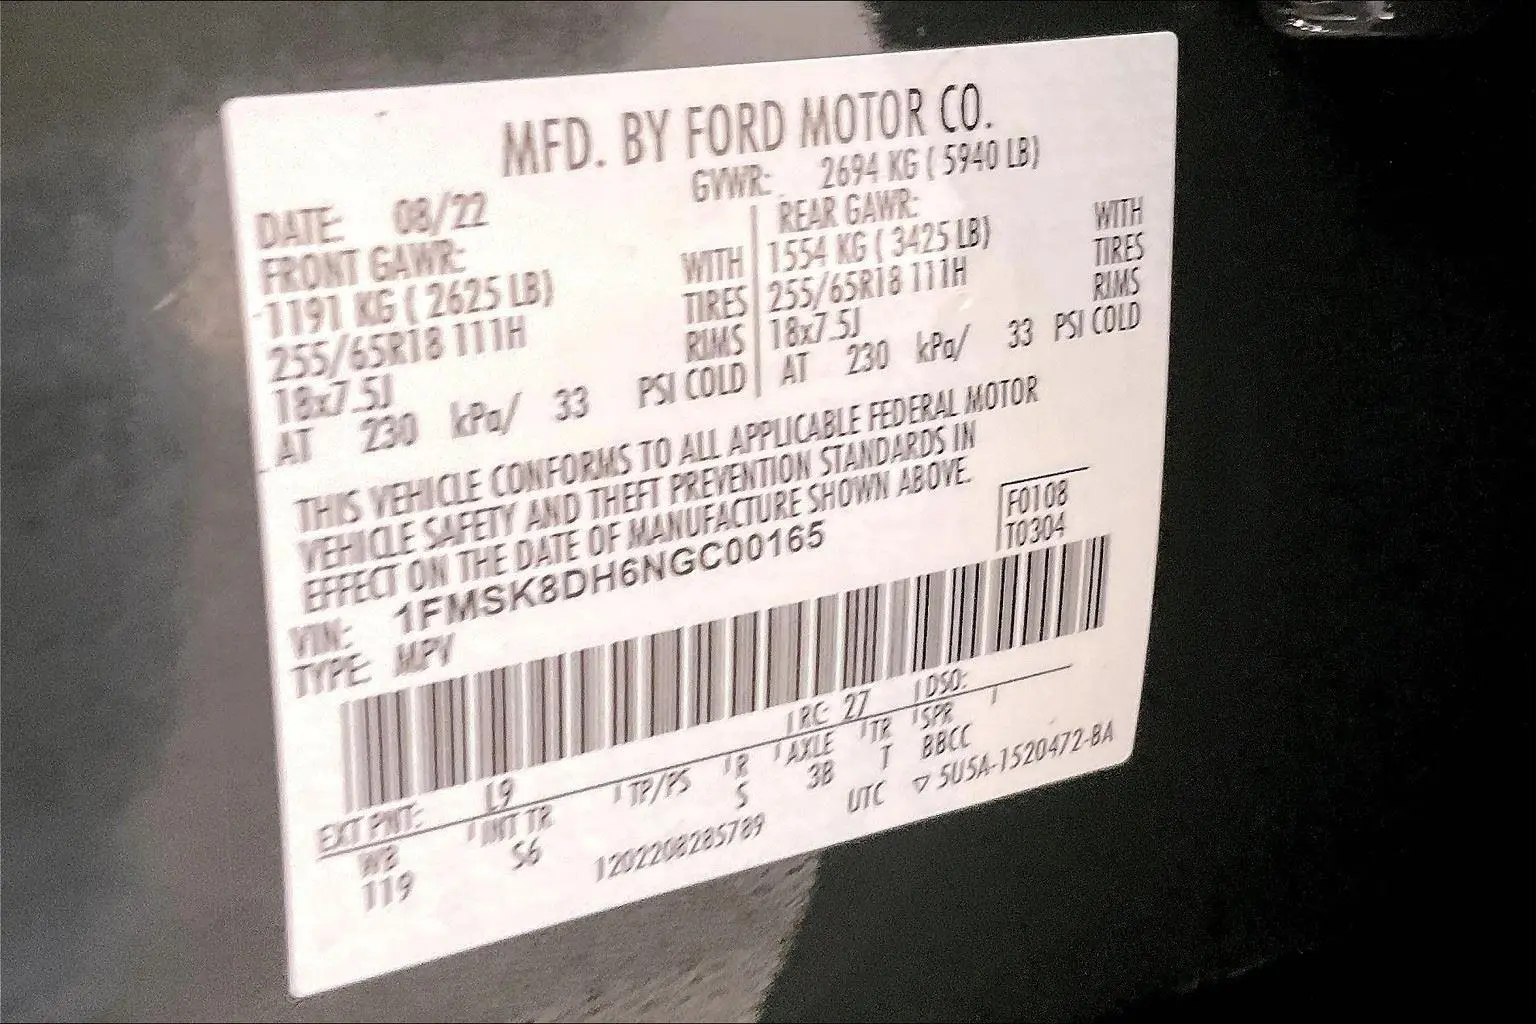 MFD. BY FORD MOTOR CO.
DATE: 08/22 GVWR: 2694 KG ( 5940 LB)
FRONT GAWR: REAR GAWR:
1191 KG ( 2625 LB) WITH 1554 KG ( 3425 LB) WITH
255/65R18 111H TIRES 255/65R18 111H TIRES
18x7.5J RIMS 18x7.5J RIMS
AT 230 kPa/ 33 PSI COLD AT 230 kPa/ 33 PSI COLD
THIS VEHICLE CONFORMS TO ALL APPLICABLE FEDERAL MOTOR
VEHICLE SAFETY AND THEFT PREVENTION STANDARDS IN
EFFECT ON THE DATE OF MANUFACTURE SHOWN ABOVE.
VIN: 1FMSK8DH6NGC00165 F0108
TYPE: MPV T0304
EXT PNT: L9 RC: 27 DSO:
WB INT TR TP/PS R AXLE TR SPR
119 S6 S 3B T BBCC
1202208285789 UTC ▽ 5U5A-1520472-BA